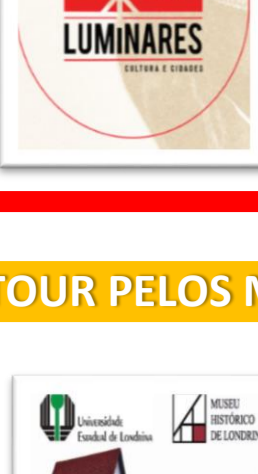 LUMINARES
CULTURA E CIDADES
TOUR PELOS M
Universidade
Estadual de Londrina
MUSEU
HISTÓRICO
DE LONDRIN